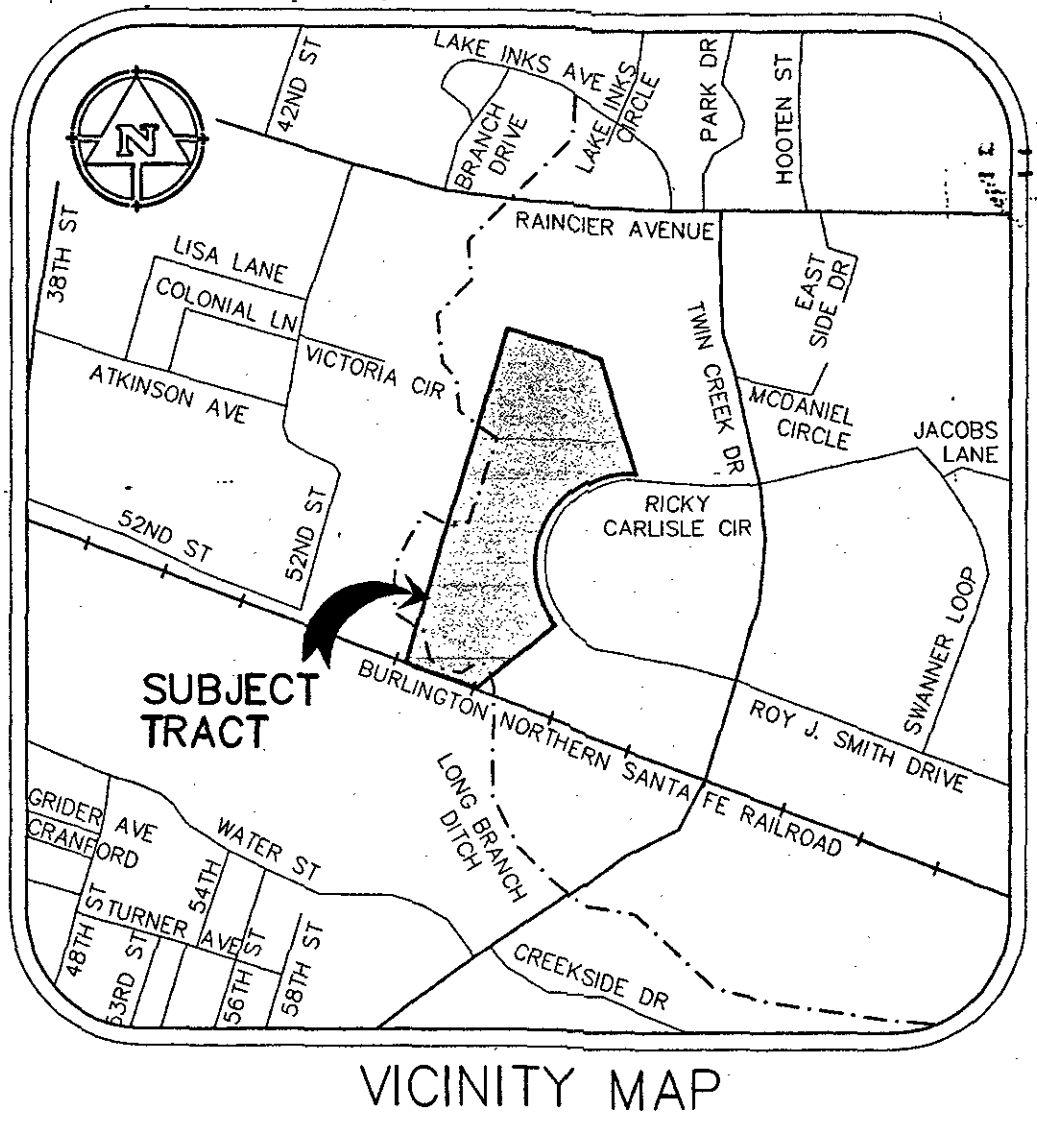 LAKE INKS AVE
42ND ST
LAKE INKS
CIRCLE
PARK DR
HOOTEN ST
BRANCH
DRIVE
N
RAINCIER AVENUE
38TH ST
LISA LANE
COLONIAL LN
VICTORIA CIR
ATKINSON AVE
EAST
SIDE DR
TWIN CREEK DR
MCDANIEL
CIRCLE
JACOBS
LANE
RICKY
CARLISLE CIR
52ND ST
52ND ST
SWANNER LOOP
SUBJECT
TRACT
BURLINGTON NORTHERN SANTA FE RAILROAD
ROY J. SMITH DRIVE
LONG BRANCH
DITCH
GRIDER AVE
CRANFORD
WATER ST
54TH
48TH ST
TURNER AVE
53RD ST
56TH ST
58TH ST
CREEKSIDE DR
VICINITY MAP